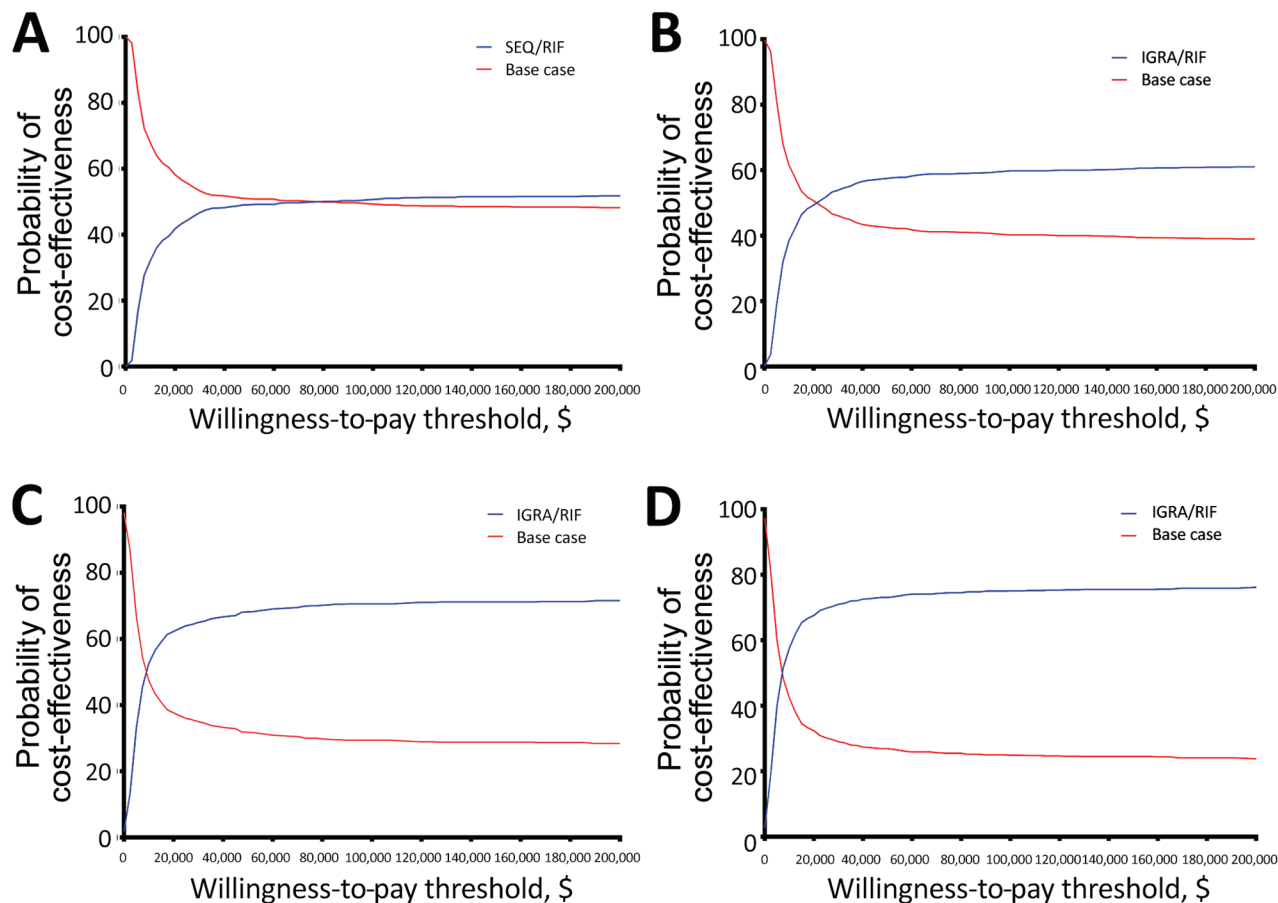 A
100
80
60
40
20
0
Probability of
cost-effectiveness
SEQ/RIF
Base case
0 20,000 40,000 60,000 80,000 100,000 120,000 140,000 160,000 180,000 200,000
Willingness-to-pay threshold, $
B
100
80
60
40
20
0
Probability of
cost-effectiveness
IGRA/RIF
Base case
0 20,000 40,000 60,000 80,000 100,000 120,000 140,000 160,000 180,000 200,000
Willingness-to-pay threshold, $
C
100
80
60
40
20
0
Probability of
cost-effectiveness
IGRA/RIF
Base case
0 20,000 40,000 60,000 80,000 100,000 120,000 140,000 160,000 180,000 200,000
Willingness-to-pay threshold, $
D
100
80
60
40
20
0
Probability of
cost-effectiveness
IGRA/RIF
Base case
0 20,000 40,000 60,000 80,000 100,000 120,000 140,000 160,000 180,000 200,000
Willingness-to-pay threshold, $